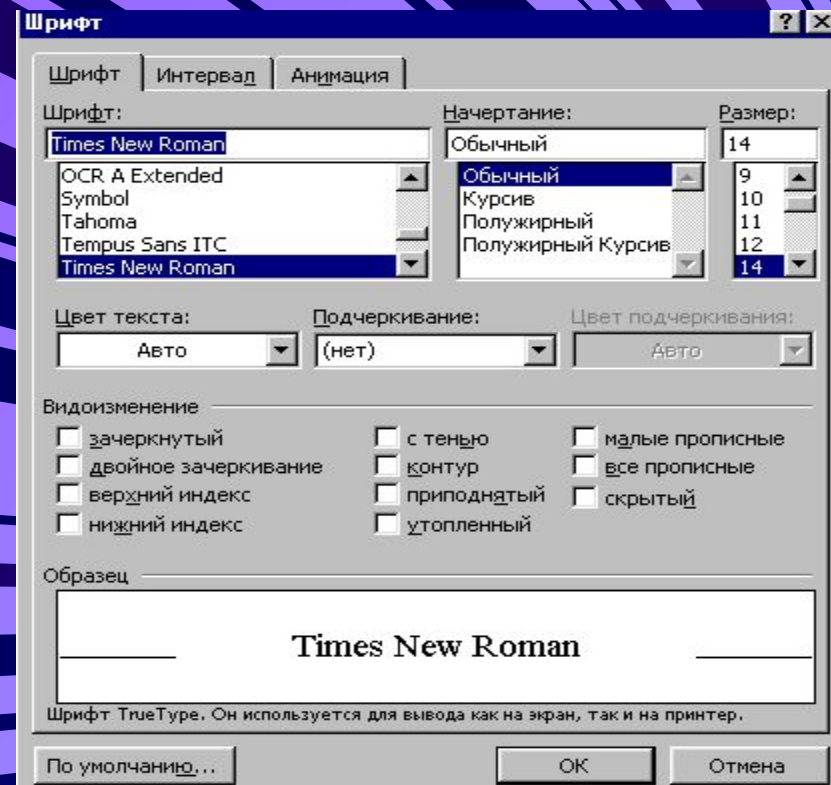 Шрифт
Шрифт Интервал Анимация
Шрифт: Начертание: Размер:
Times New Roman Обычный 14
OCR A Extended Обычный 9
Symbol Курсив 10
Tahoma Полужирный 11
Tempus Sans ITC Полужирный Курсив 12
Times New Roman 14
Цвет текста: Подчеркивание: Цвет подчеркивания:
Авто (нет) Авто
Видоизменение
зачеркнутый с тенью малые прописные
двойное зачеркивание контур все прописные
верхний индекс приподнятый скрытый
нижний индекс утопленный
Образец
Times New Roman
Шрифт TrueType. Он используется для вывода как на экран, так и на принтер.
По умолчанию... ОК Отмена